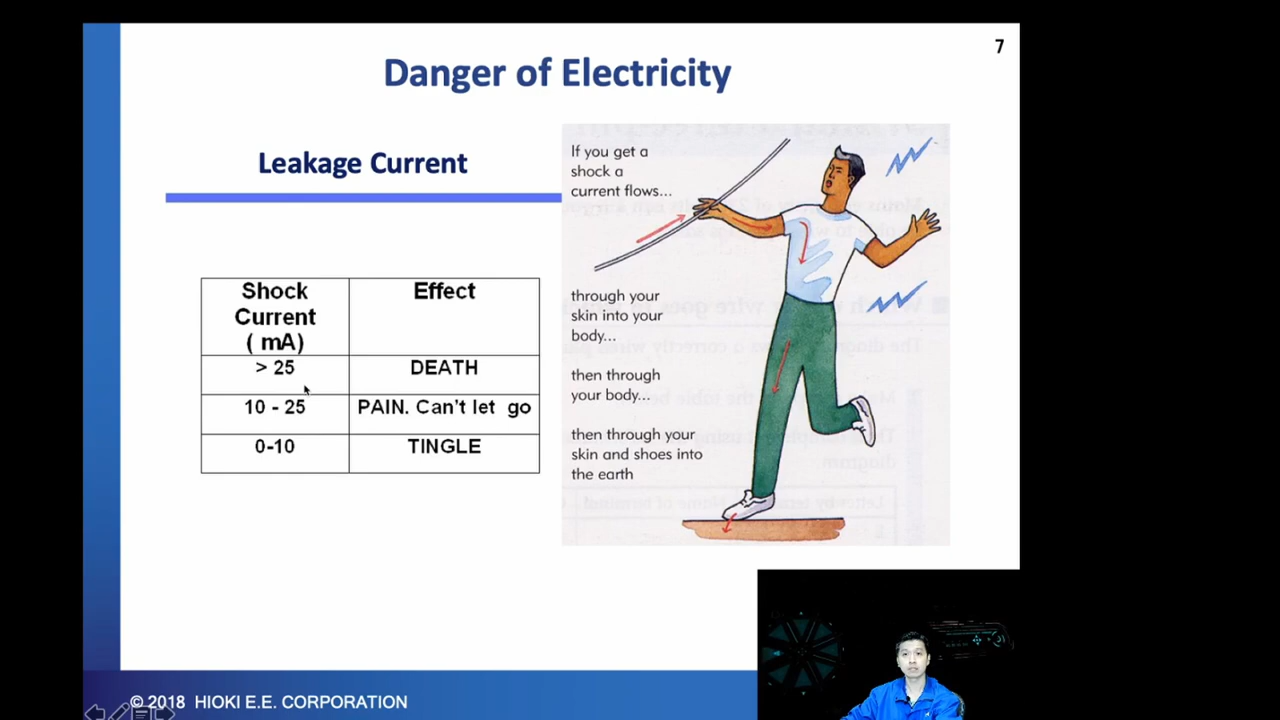 7
Danger of Electricity
Leakage Current
Shock
Current
( mA)
Effect
> 25
DEATH
10 - 25
PAIN. Can't let go
0-10
TINGLE
If you get a
shock a
current flows...
through your
skin into your
body...
then through
your body...
then through your
skin and shoes into
the earth
© 2018 HIOKI E.E. CORPORATION